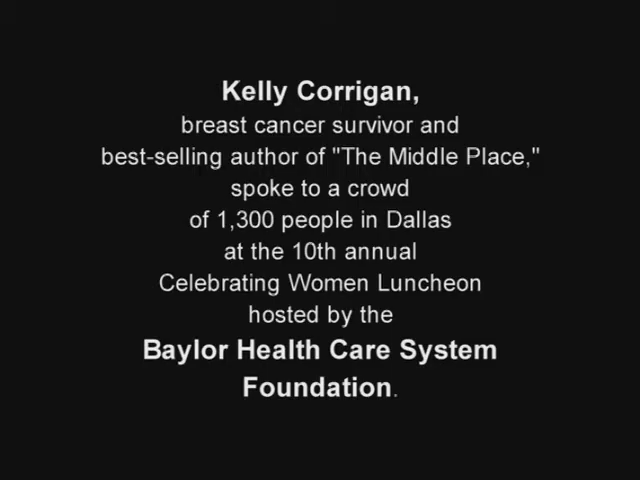 Kelly Corrigan,
breast cancer survivor and
best-selling author of "The Middle Place,"
spoke to a crowd
of 1,300 people in Dallas
at the 10th annual
Celebrating Women Luncheon
hosted by the
Baylor Health Care System
Foundation.